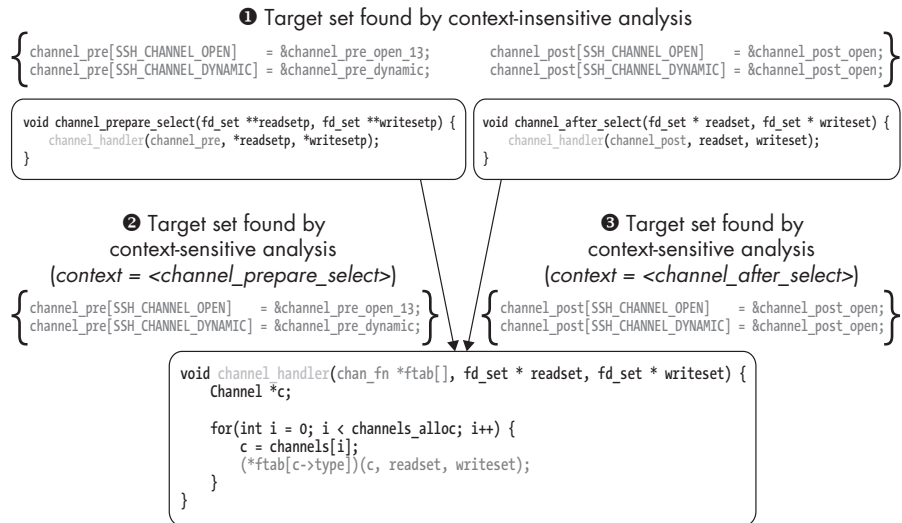 ❶ Target set found by context-insensitive analysis
{ channel_pre[SSH_CHANNEL_OPEN]    = &channel_pre_open_13;    channel_post[SSH_CHANNEL_OPEN]    = &channel_post_open; }
channel_pre[SSH_CHANNEL_DYNAMIC] = &channel_pre_dynamic;    channel_post[SSH_CHANNEL_DYNAMIC] = &channel_post_open;
void channel_prepare_select(fd_set **readsetp, fd_set **writesetp) {
    channel_handler(channel_pre, *readsetp, *writesetp);
}
void channel_after_select(fd_set * readset, fd_set * writeset) {
    channel_handler(channel_post, readset, writeset);
}
❷ Target set found by
context-sensitive analysis
(context = <channel_prepare_select>)
{ channel_pre[SSH_CHANNEL_OPEN]    = &channel_pre_open_13; }
channel_pre[SSH_CHANNEL_DYNAMIC] = &channel_pre_dynamic;
❸ Target set found by
context-sensitive analysis
(context = <channel_after_select>)
{ channel_post[SSH_CHANNEL_OPEN]    = &channel_post_open; }
channel_post[SSH_CHANNEL_DYNAMIC] = &channel_post_open;
void channel_handler(chan_fn *ftab[], fd_set * readset, fd_set * writeset) {
    Channel *c;
    for(int i = 0; i < channels_alloc; i++) {
        c = channels[i];
        (*ftab[c->type])(c, readset, writeset);
    }
}